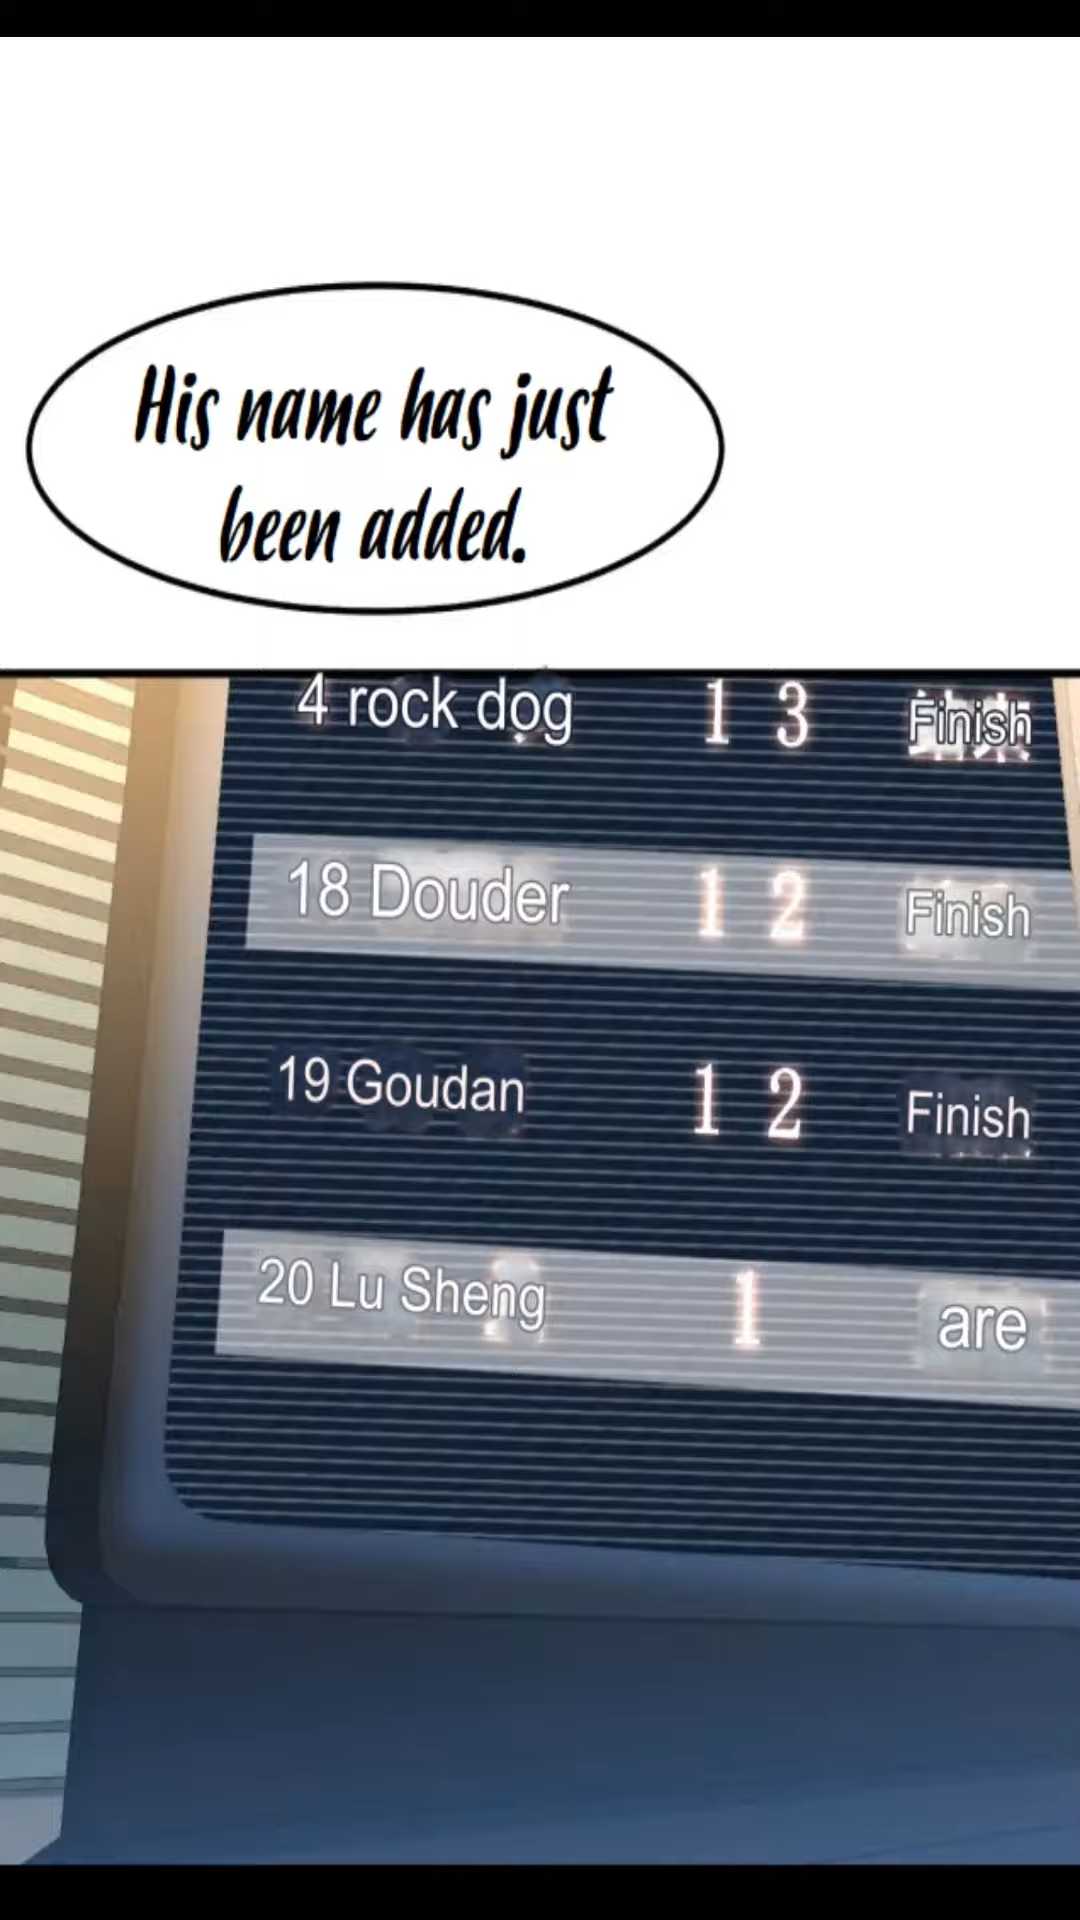 His name has just
been added.
4 rock dog 1 3 Finish
18 Douder 1 2 Finish
19 Goudan 1 2 Finish
20 Lu Sheng 1 are